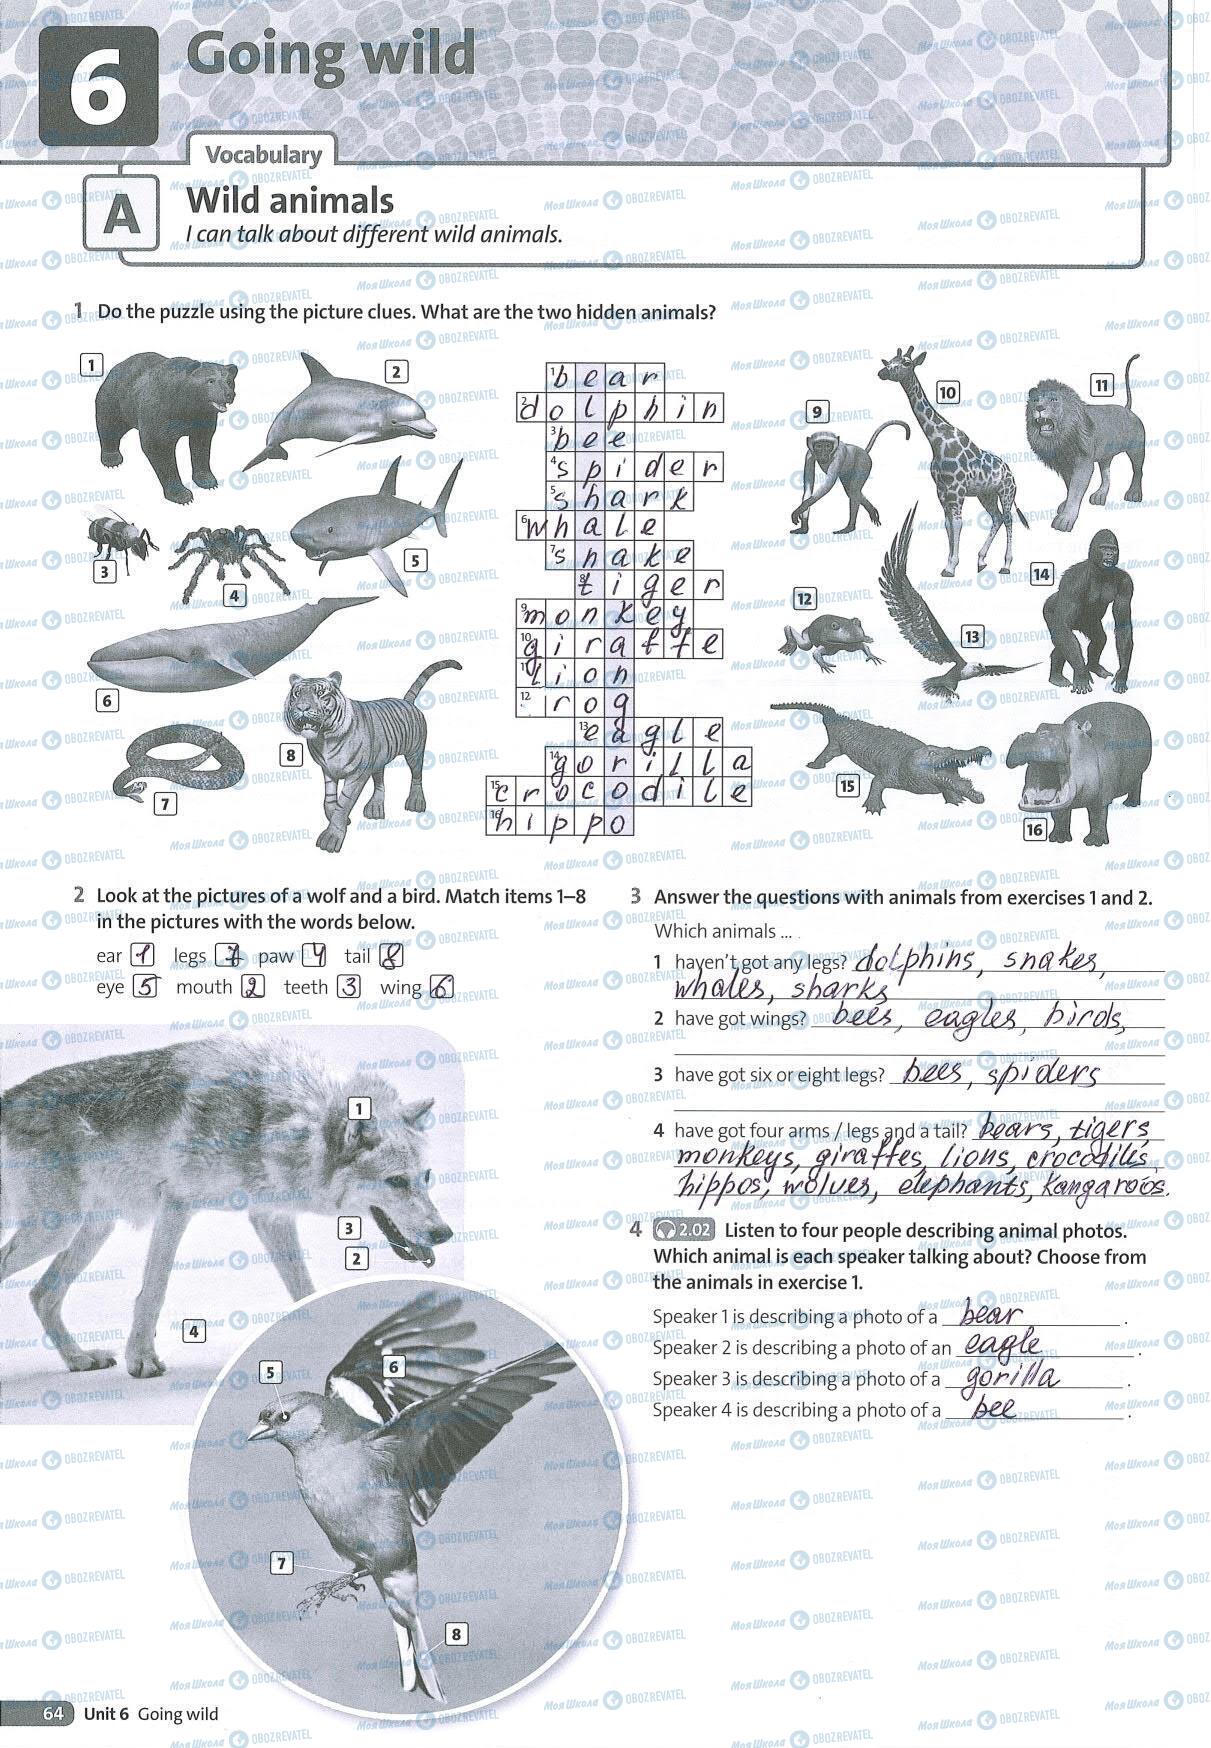 6
Going wild
Vocabulary
A
Wild animals
I can talk about different wild animals.
1 Do the puzzle using the picture clues. What are the two hidden animals?
1 bear
2 dolphin
3 bee
4 spider
5 shark
6 whale
7 snake
8 tiger
9 monkey
10 giraffe
11 lion
12 frog
13 eagle
14 gorilla
15 crocodile
16 hippo
1
2
3
4
5
6
7
8
9
10
11
12
13
14
15
16
2 Look at the pictures of a wolf and a bird. Match items 1–8
in the pictures with the words below.
ear 1 legs 7 paw 4 tail 8
eye 5 mouth 2 teeth 3 wing 6
1
3
2
4
5
6
7
8
3 Answer the questions with animals from exercises 1 and 2.
Which animals ...
1 haven't got any legs? dolphins, snakes,
whales, sharks
2 have got wings? bees, eagles, birds,
3 have got six or eight legs? bees, spiders
4 have got four arms / legs and a tail? bears, tigers,
monkeys, giraffes, lions, crocodiles,
hippos, wolves, elephants, kangaroos.
4 2.02 Listen to four people describing animal photos.
Which animal is each speaker talking about? Choose from
the animals in exercise 1.
Speaker 1 is describing a photo of a bear .
Speaker 2 is describing a photo of an eagle .
Speaker 3 is describing a photo of a gorilla .
Speaker 4 is describing a photo of a bee .
64 Unit 6 Going wild
Моя Школа OBOZREVATEL